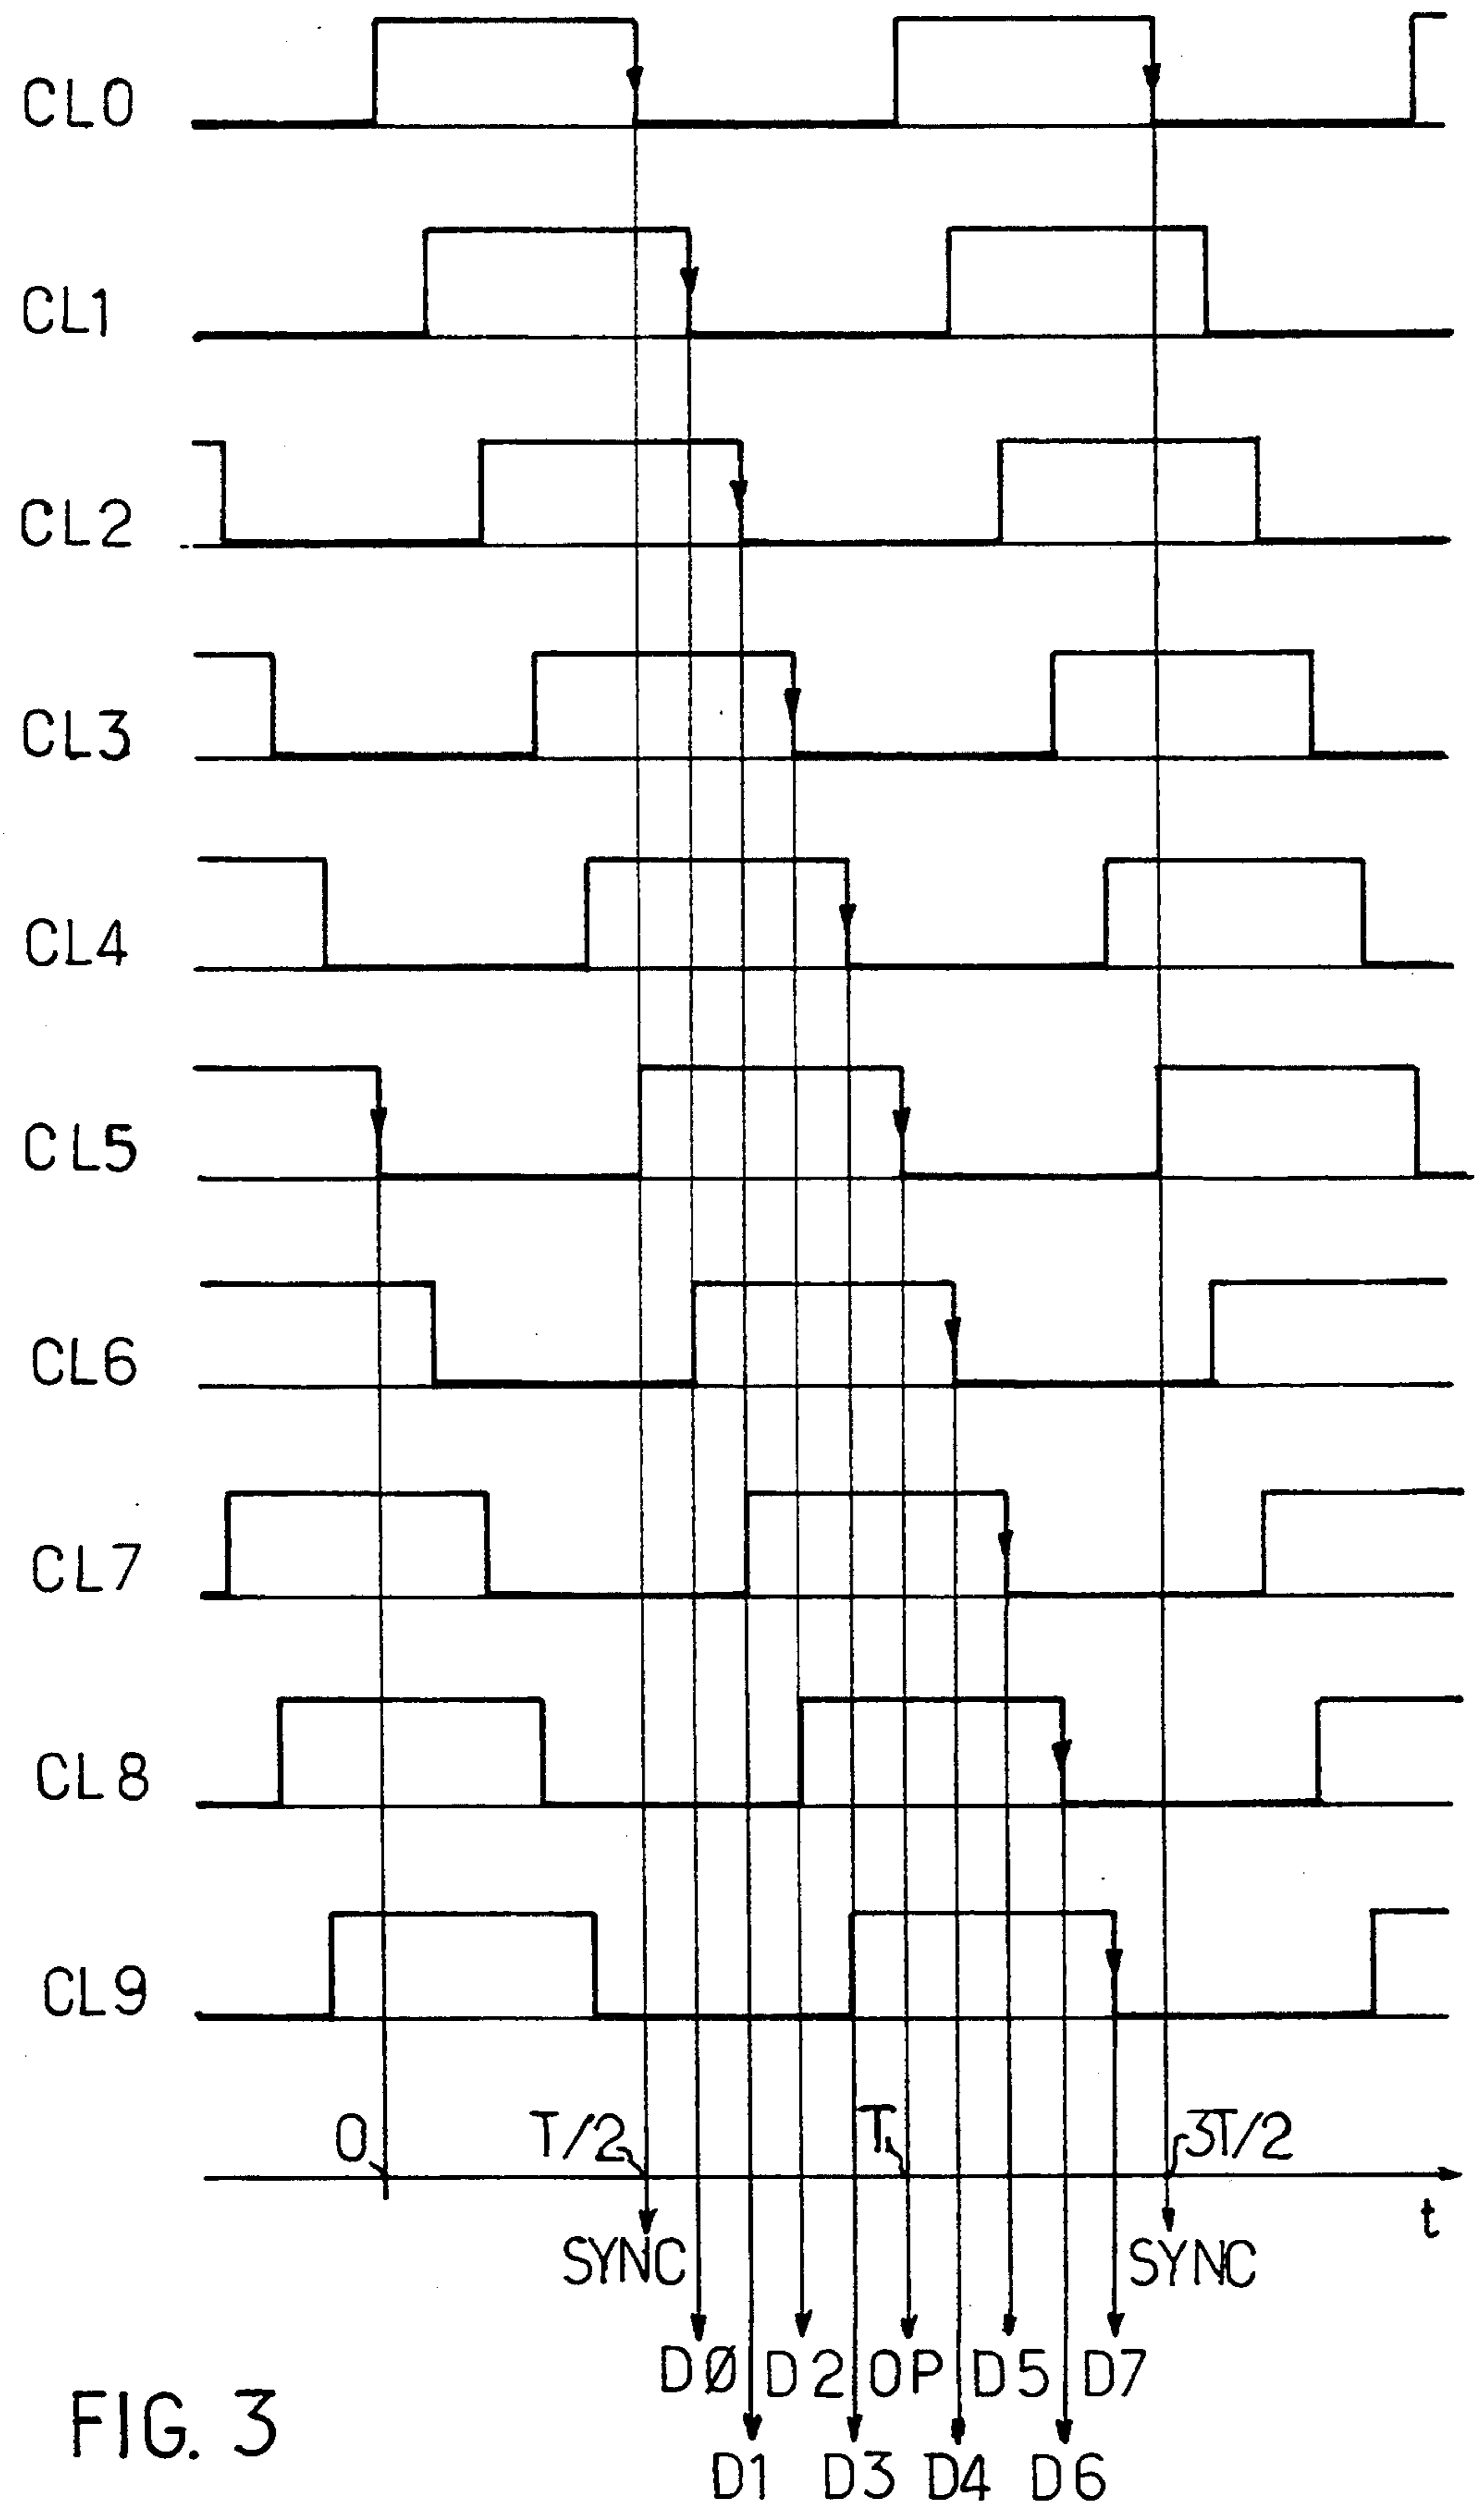 CL0
CL1
CL2
CL3
CL4
CL5
CL6
CL7
CL8
CL9
0 T/2 T 3T/2
t
SYNC SYNC
DØ D2 OP D5 D7
D1 D3 D4 D6
FIG. 3